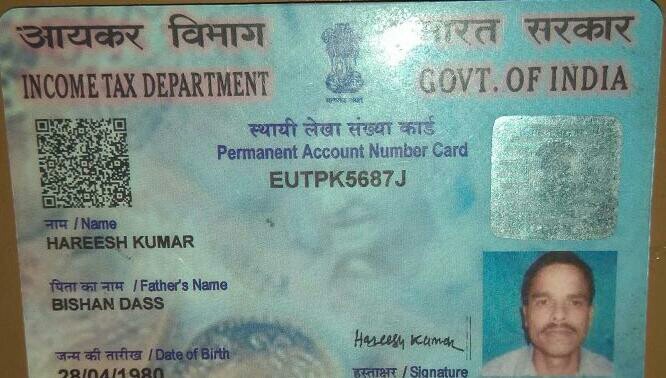 आयकर विभाग
INCOME TAX DEPARTMENT
भारत सरकार
GOVT. OF INDIA
स्थायी लेखा संख्या कार्ड
Permanent Account Number Card
EUTPK5687J
नाम / Name
HAREESH KUMAR
पिता का नाम / Father's Name
BISHAN DASS
जन्म की तारीख / Date of Birth
28/04/1980
Hareesh Kumar
हस्ताक्षर / Signature